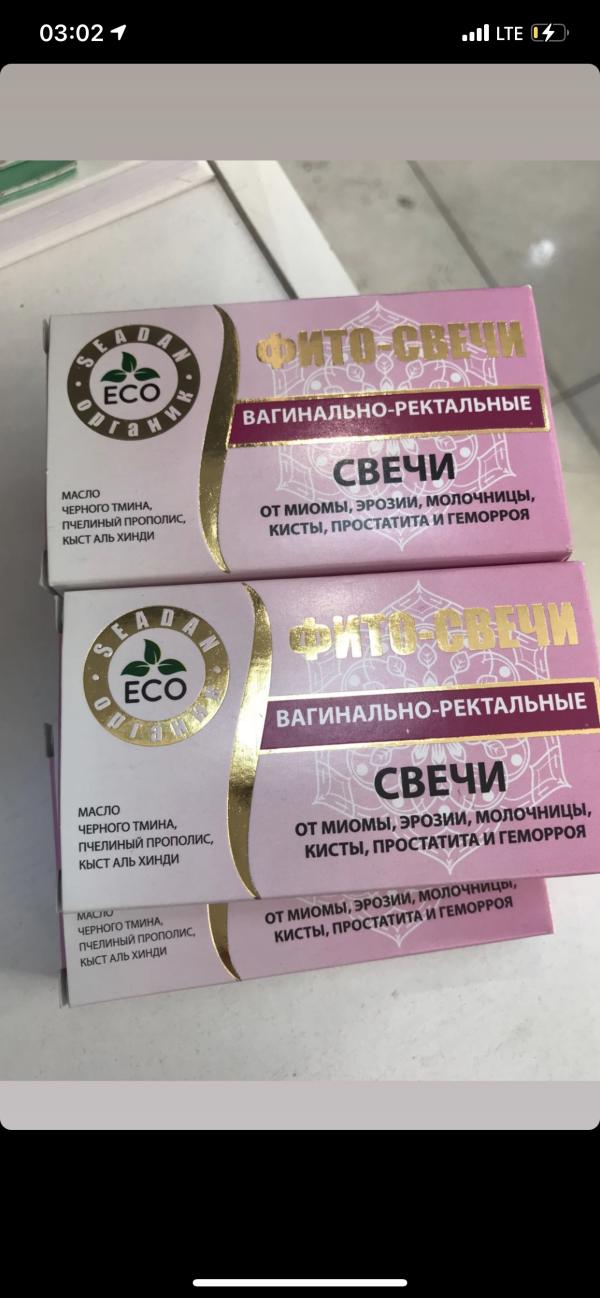 03:02
LTE
SEADAN
ECO
органик
ФИТО-СВЕЧИ
ВАГИНАЛЬНО-РЕКТАЛЬНЫЕ
СВЕЧИ
ОТ МИОМЫ, ЭРОЗИИ, МОЛОЧНИЦЫ,
КИСТЫ, ПРОСТАТИТА И ГЕМОРРОЯ
МАСЛО
ЧЕРНОГО ТМИНА,
ПЧЕЛИНЫЙ ПРОПОЛИС,
КЫСТ АЛЬ ХИНДИ
SEADAN
ECO
органик
ФИТО-СВЕЧИ
ВАГИНАЛЬНО-РЕКТАЛЬНЫЕ
СВЕЧИ
ОТ МИОМЫ, ЭРОЗИИ, МОЛОЧНИЦЫ,
КИСТЫ, ПРОСТАТИТА И ГЕМОРРОЯ
МАСЛО
ЧЕРНОГО ТМИНА,
ПЧЕЛИНЫЙ ПРОПОЛИС,
КЫСТ АЛЬ ХИНДИ
ОТ МИОМЫ, ЭРОЗИИ, МОЛОЧНИЦЫ,
КИСТЫ, ПРОСТАТИТА И ГЕМОРРОЯ
МАСЛО
ЧЕРНОГО ТМИНА,
ПЧЕЛИНЫЙ ПРОПОЛИС,
КЫСТ АЛЬ ХИНДИ